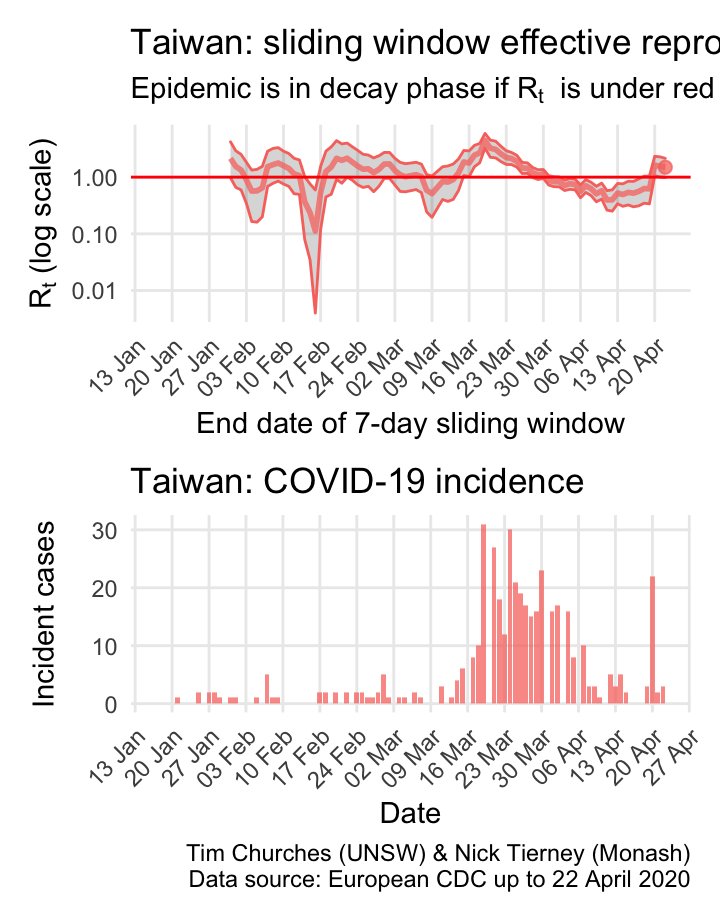 Taiwan: sliding window effective repro
Epidemic is in decay phase if Rt is under red
Rt (log scale)
1.00
0.10
0.01
13 Jan
20 Jan
27 Jan
03 Feb
10 Feb
17 Feb
24 Feb
02 Mar
09 Mar
16 Mar
23 Mar
30 Mar
06 Apr
13 Apr
20 Apr
End date of 7-day sliding window
Taiwan: COVID-19 incidence
Incident cases
30
20
10
0
13 Jan
20 Jan
27 Jan
03 Feb
10 Feb
17 Feb
24 Feb
02 Mar
09 Mar
16 Mar
23 Mar
30 Mar
06 Apr
13 Apr
20 Apr
27 Apr
Date
Tim Churches (UNSW) & Nick Tierney (Monash)
Data source: European CDC up to 22 April 2020